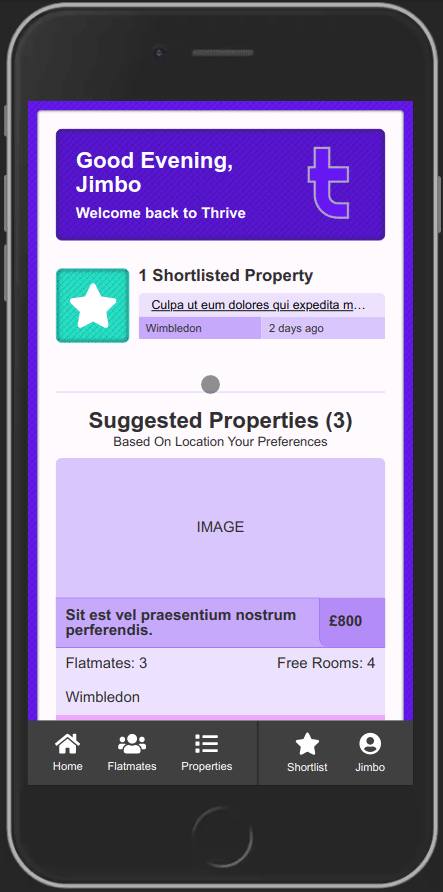 Good Evening,
Jimbo
Welcome back to Thrive
t
1 Shortlisted Property
Culpa ut eum dolores qui expedita m...
Wimbledon
2 days ago
Suggested Properties (3)
Based On Location Your Preferences
IMAGE
Sit est vel praesentium nostrum
perferendis.
£800
Flatmates: 3
Free Rooms: 4
Wimbledon
Home
Flatmates
Properties
Shortlist
Jimbo